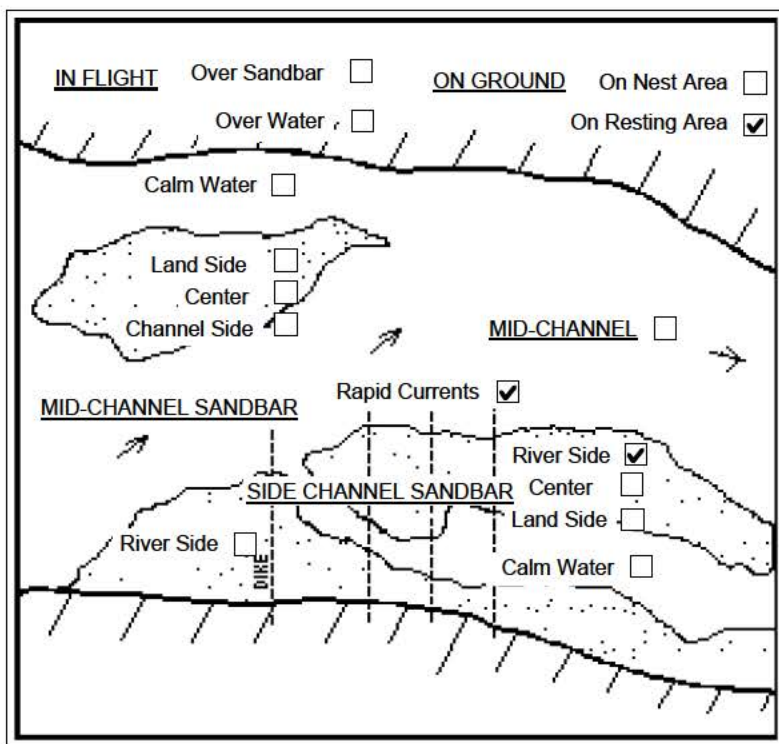 IN FLIGHT Over Sandbar ON GROUND On Nest Area
Over Water On Resting Area
Calm Water
Land Side
Center
Channel Side
MID-CHANNEL
Rapid Currents
MID-CHANNEL SANDBAR
River Side
SIDE CHANNEL SANDBAR Center
Land Side
River Side
DIKE
Calm Water